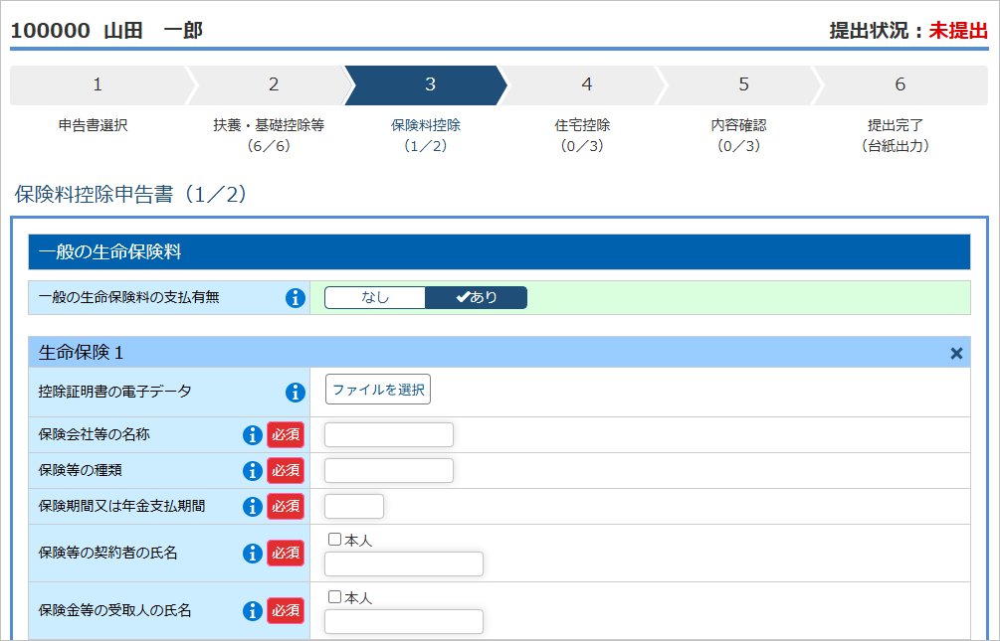 100000 山田　一郎
提出状況：未提出
1 2 3 4 5 6
申告書選択 扶養・基礎控除等 保険料控除 住宅控除 内容確認 提出完了
（6／6） （1／2） （0／3） （0／3） （台紙出力）
保険料控除申告書（1／2）
一般の生命保険料
一般の生命保険料の支払有無 i なし ✔あり
生命保険１ ×
控除証明書の電子データ i ファイルを選択
保険会社等の名称 i 必須
保険等の種類 i 必須
保険期間又は年金支払期間 i 必須
保険等の契約者の氏名 i 必須 本人
保険金等の受取人の氏名 i 必須 本人